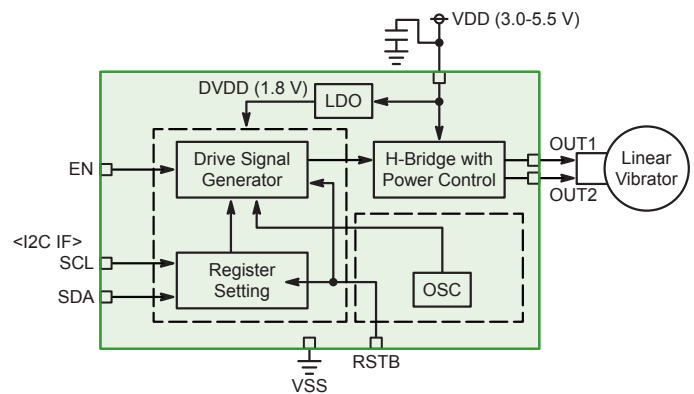 VDD (3.0-5.5 V)
DVDD (1.8 V)
LDO
EN
Drive Signal
Generator
H-Bridge with
Power Control
OUT1
OUT2
Linear
Vibrator
<I2C IF>
SCL
SDA
Register
Setting
OSC
VSS
RSTB